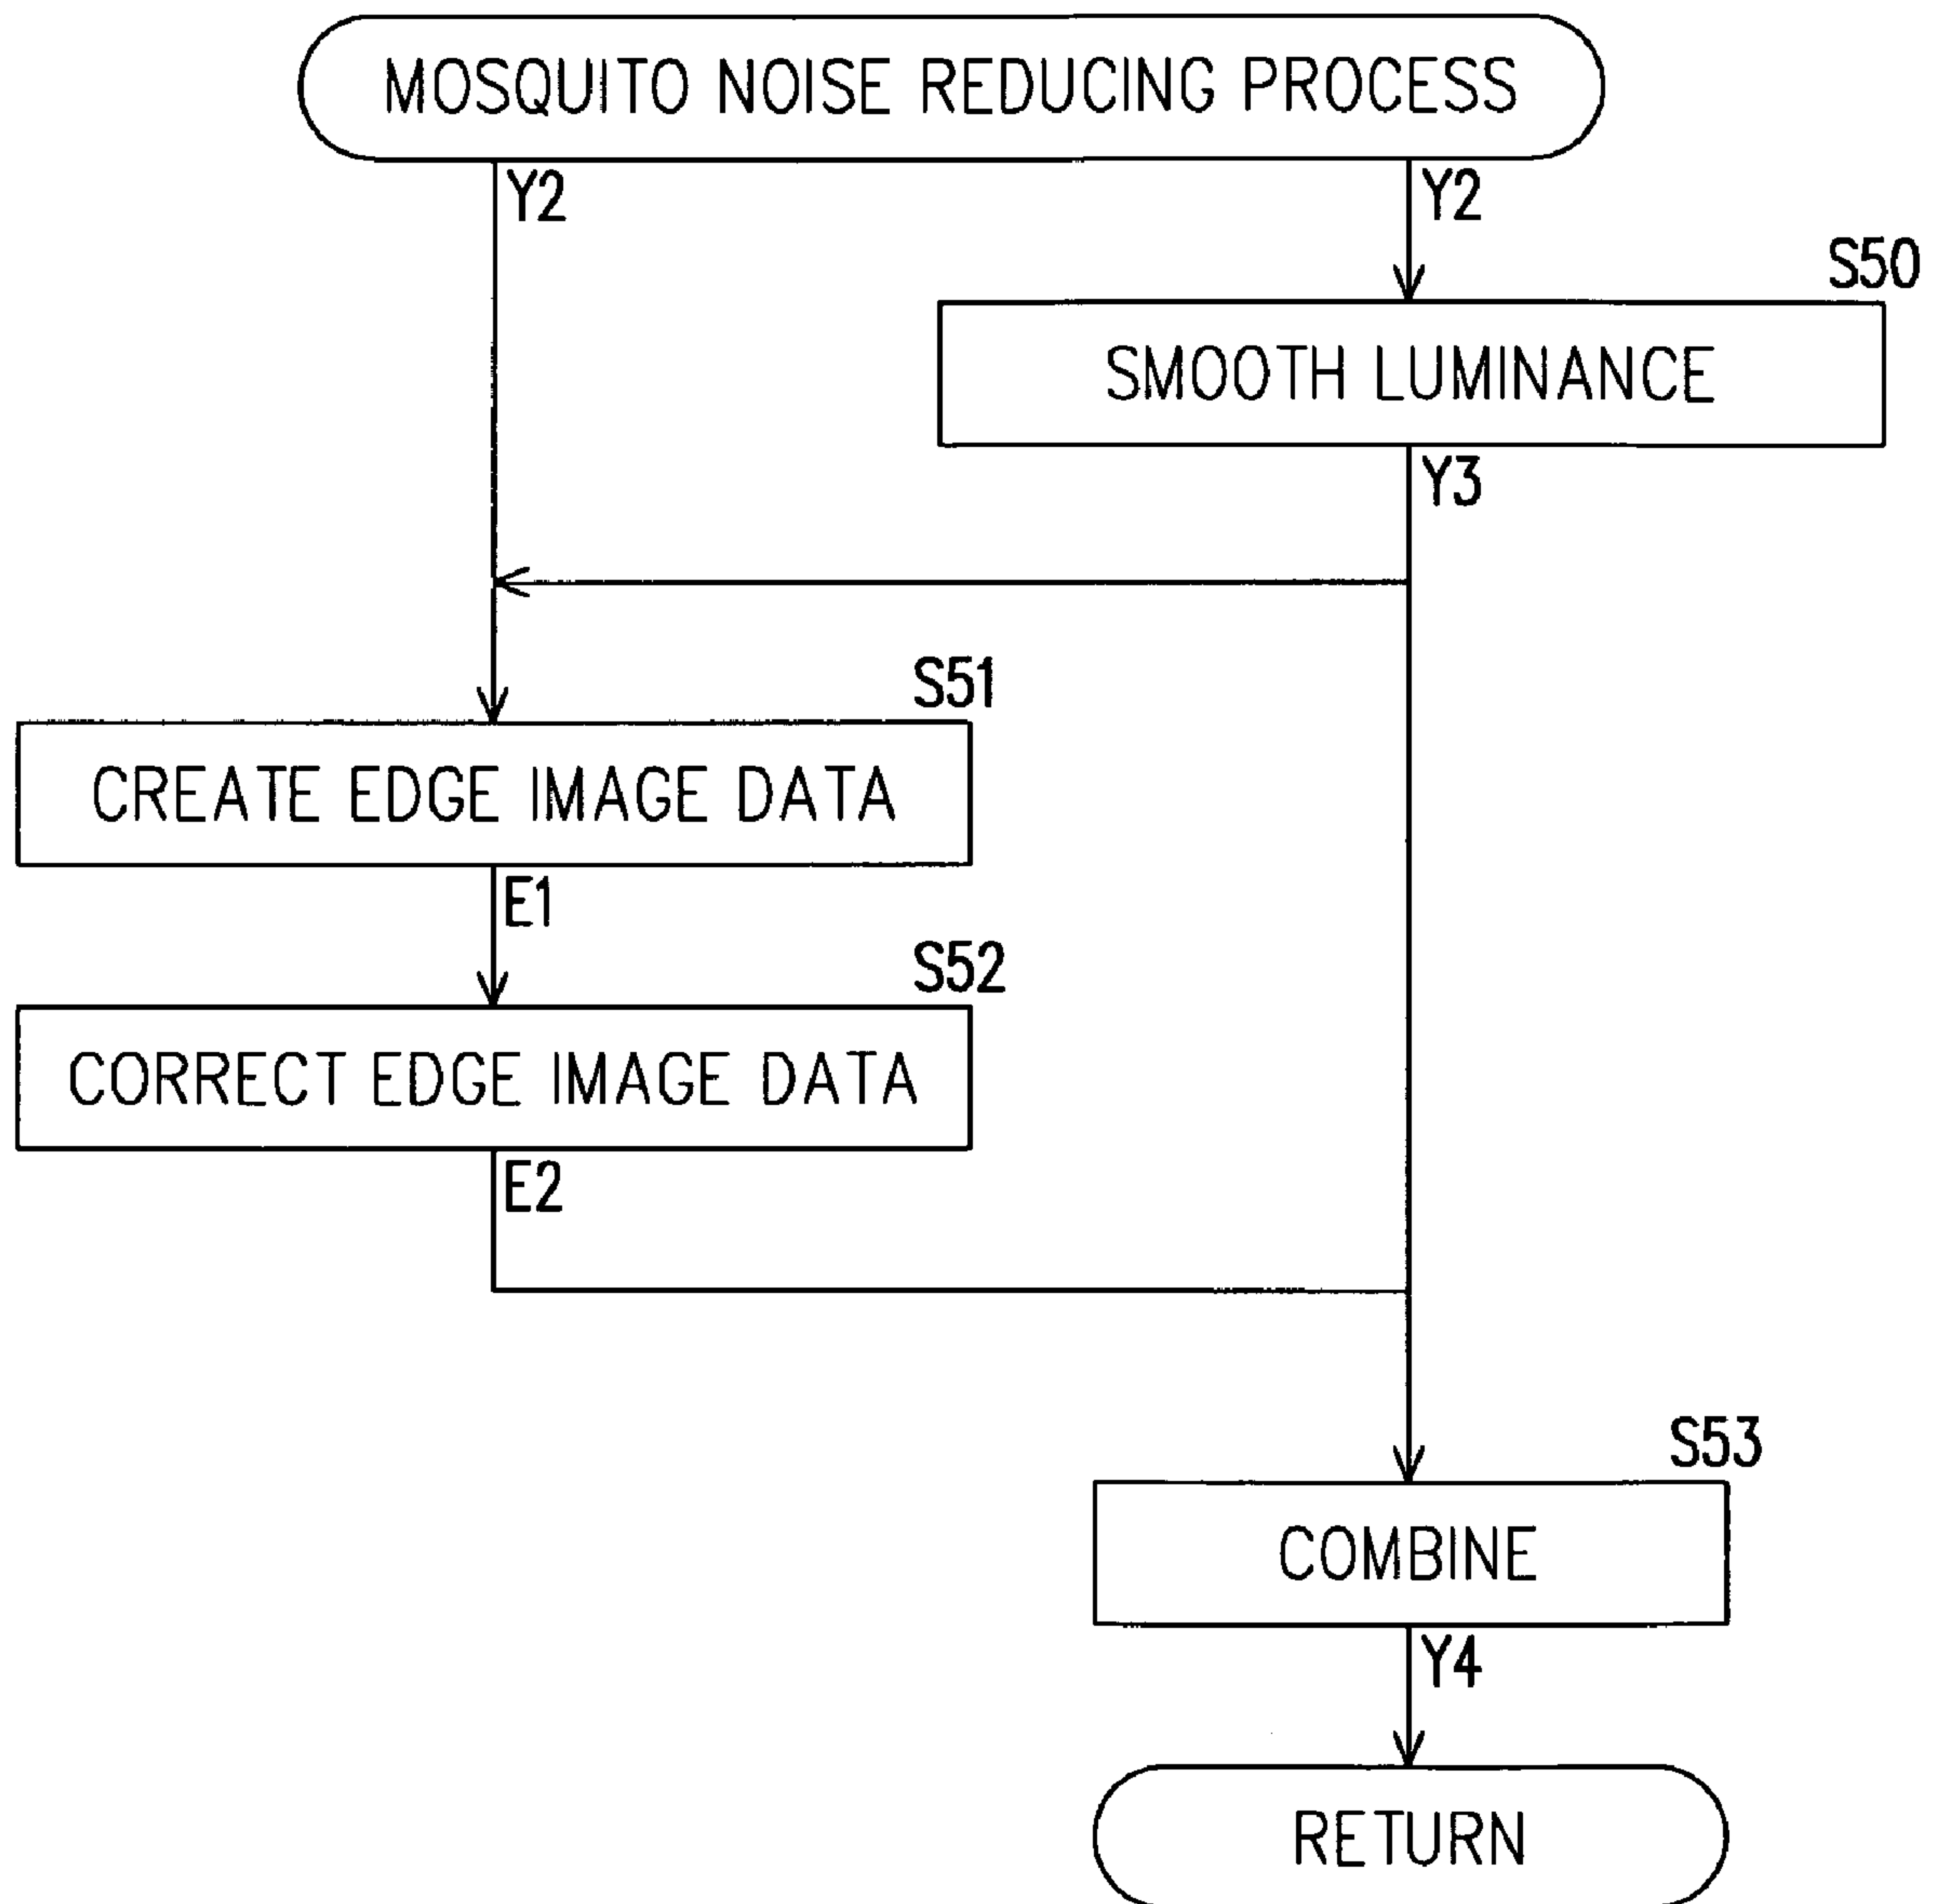 MOSQUITO NOISE REDUCING PROCESS
Y2
Y2
S50
SMOOTH LUMINANCE
Y3
S51
CREATE EDGE IMAGE DATA
E1
S52
CORRECT EDGE IMAGE DATA
E2
S53
COMBINE
Y4
RETURN